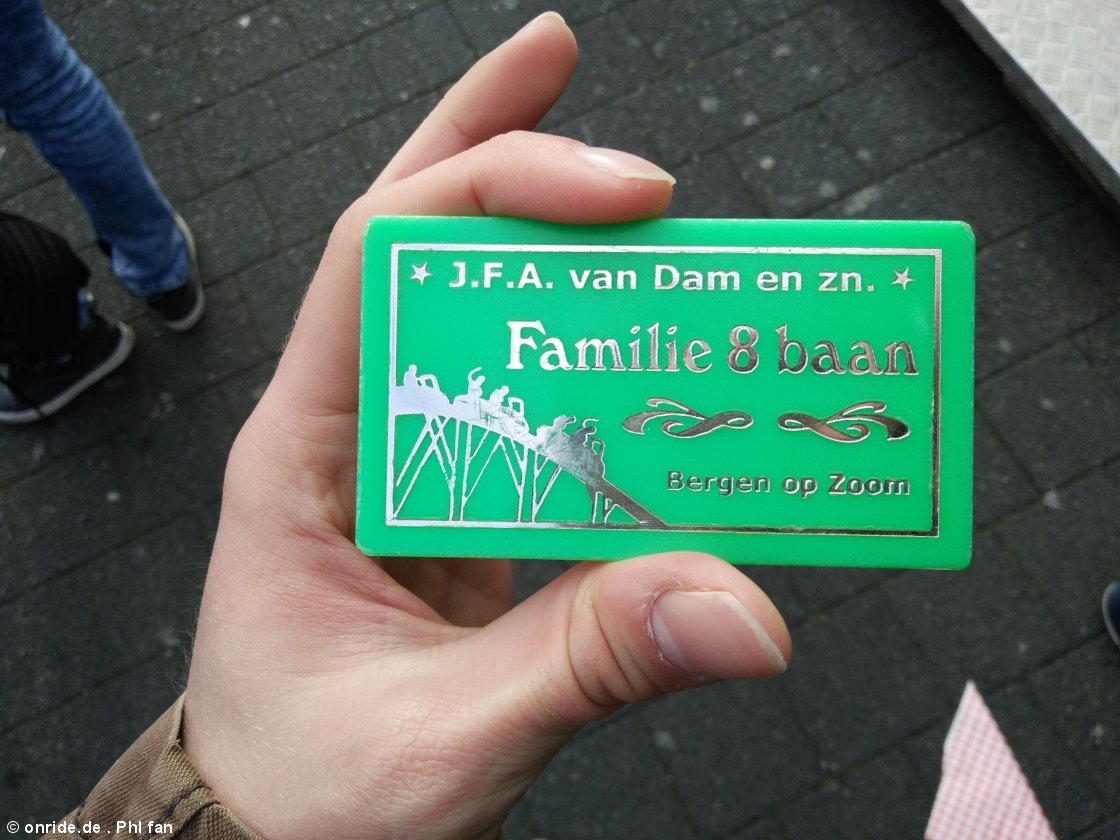 J.F.A. van Dam en zn.
Familie 8 baan
Bergen op Zoom
© onride.de . Phl fan